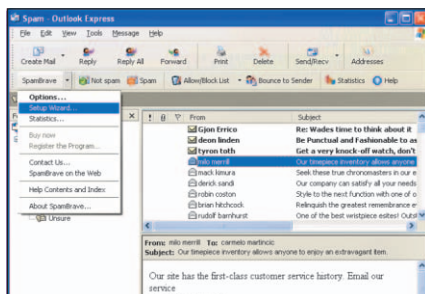 Spam - Outlook Express
File Edit View Tools Message Help
Create Mail Reply Reply All Forward Print Delete Send/Recv Addresses
SpamBrave Not spam Spam Allow/Block List Bounce to Sender Statistics Help
Options...
Setup Wizard...
Statistics...
Buy now
Register the Program...
Contact Us...
SpamBrave on the Web
Help Contents and Index
About SpamBrave...
Unsure
! From Subject
Gjon Errico Re: Wades time to think about it
deon linden Be Punctual and Fashionable to as
tyron toth Get a very knock-off watch, don't
milo merrill Our timepiece inventory allows anyone
mack kimura Seek these true chronomasters in our e
derick sandi Our company can satisfy all your needs
robin coston Style to the next function with one of o
brian hitchcock Relinquish the greatest remembrance e
rudolf barnhurst One of the best wristpiece esites! Outst
From: milo merrill To: carmelo martincic
Subject: Our timepiece inventory allows anyone to enjoy an extravagant item.
Our site has the first-class customer service history. Email our
service